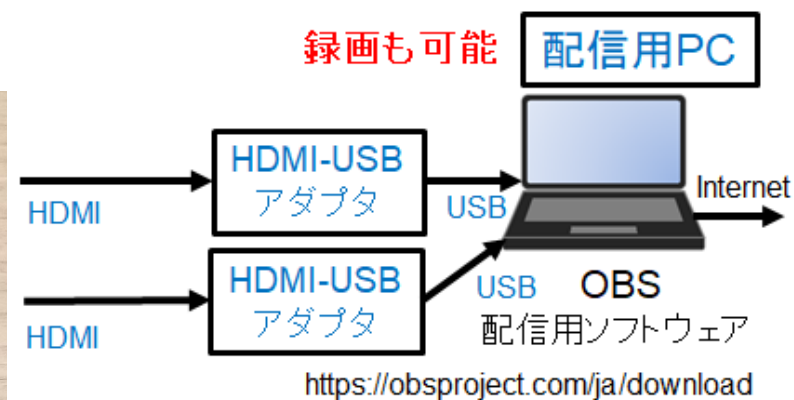 録画も可能
配信用PC
HDMI-USB
アダプタ
HDMI
USB
Internet
HDMI-USB
アダプタ
HDMI
USB
OBS
配信用ソフトウェア
https://obsproject.com/ja/download